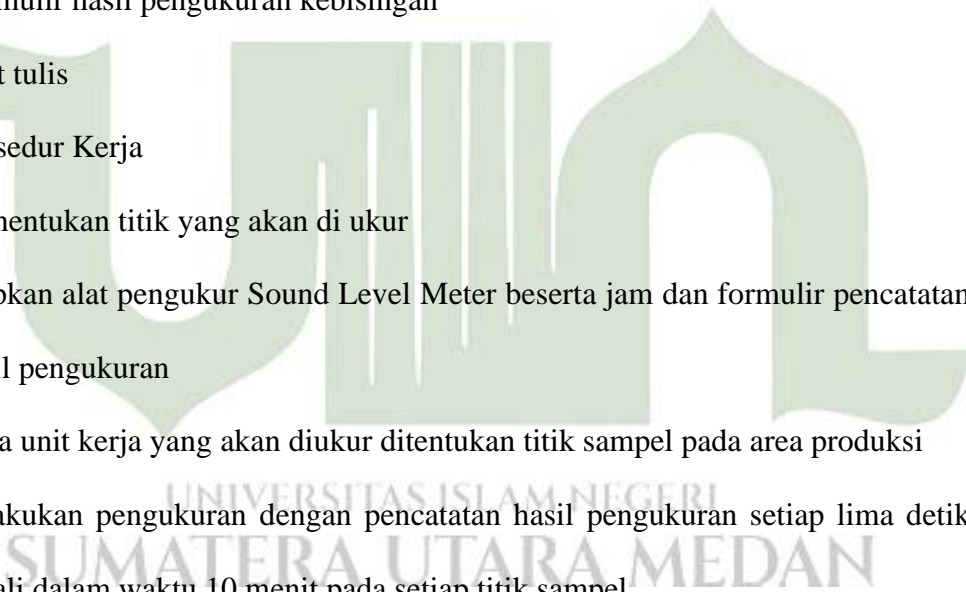 mulir hasil pengukuran kebisingan
t tulis
sedur Kerja
nentukan titik yang akan di ukur
pkan alat pengukur Sound Level Meter beserta jam dan formulir pencatatan
il pengukuran
a unit kerja yang akan diukur ditentukan titik sampel pada area produksi
UNIVERSITAS ISLAM NEGERI
akukan pengukuran dengan pencatatan hasil pengukuran setiap lima detik
SUMATERA UTARA MEDAN
ali dalam waktu 10 menit pada setiap titik sampel